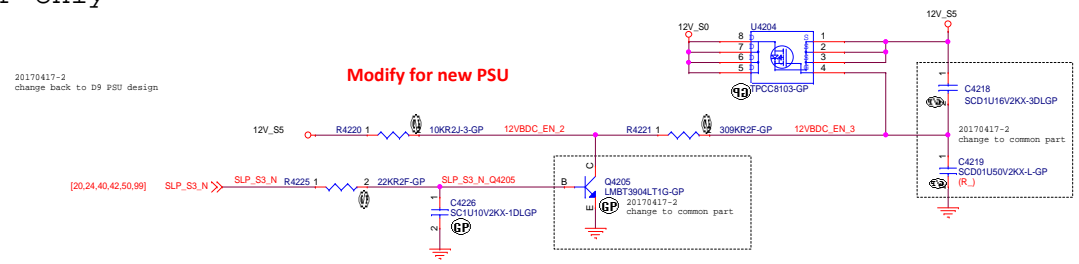 12V_S0
U4204
12V_S5
8 D S 1
7 D S 2
6 D S 3
5 D G 4
TPCC8103-GP
20170417-2
change back to D9 PSU design
Modify for new PSU
1
C4218
2
SCD1U16V2KX-3DLGP
12V_S5
R4220 1
2
10KR2J-3-GP
12VBDC_EN_2
R4221 1
2
309KR2F-GP
12VBDC_EN_3
20170417-2
change to common part
1
C4219
SCD01U50V2KX-L-GP
(R_)
[20,24,40,42,50,99]
SLP_S3_N
SLP_S3_N
R4225 1
2
22KR2F-GP
SLP_S3_N_Q4205
B
C
E
Q4205
LMBT3904LT1G-GP
GP
20170417-2
change to common part
1
C4226
SC1U10V2KX-1DLGP
2
GP